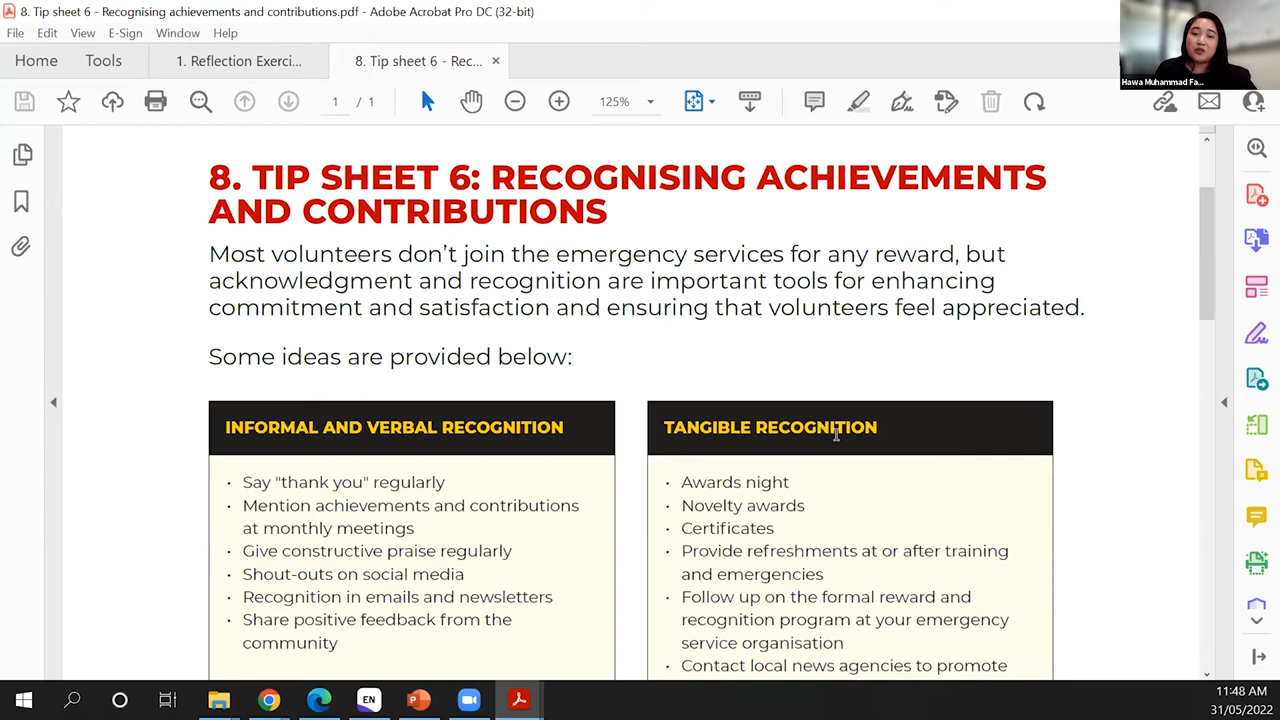 8. Tip sheet 6 - Recognising achievements and contributions.pdf - Adobe Acrobat Pro DC (32-bit)
File Edit View E-Sign Window Help
Home Tools 1. Reflection Exerci... 8. Tip sheet 6 - Rec... ×
1 / 1 125%
Hawa Muhammad Fa...
8. TIP SHEET 6: RECOGNISING ACHIEVEMENTS
AND CONTRIBUTIONS
Most volunteers don't join the emergency services for any reward, but
acknowledgment and recognition are important tools for enhancing
commitment and satisfaction and ensuring that volunteers feel appreciated.
Some ideas are provided below:
INFORMAL AND VERBAL RECOGNITION
• Say "thank you" regularly
• Mention achievements and contributions
at monthly meetings
• Give constructive praise regularly
• Shout-outs on social media
• Recognition in emails and newsletters
• Share positive feedback from the
community
TANGIBLE RECOGNITION
• Awards night
• Novelty awards
• Certificates
• Provide refreshments at or after training
and emergencies
• Follow up on the formal reward and
recognition program at your emergency
service organisation
• Contact local news agencies to promote
EN
11:48 AM
31/05/2022